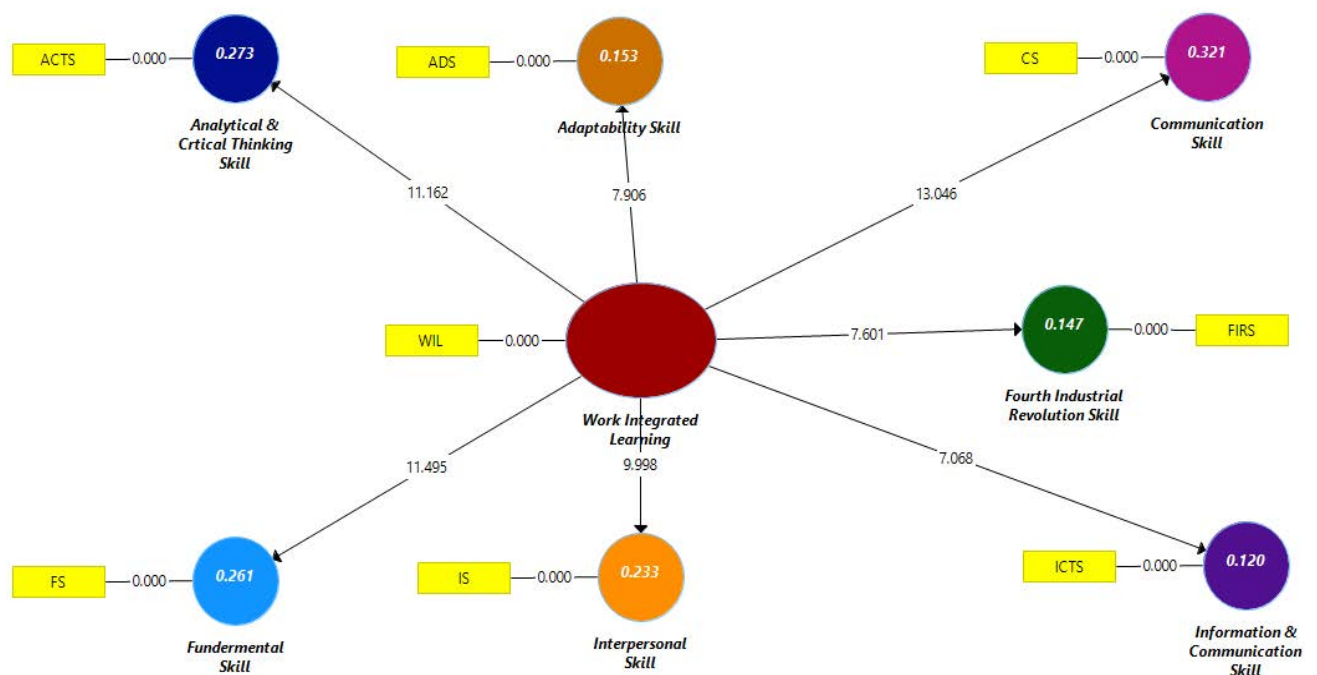 ACTS
0.000
0.273
Analytical &
Crtical Thinking
Skill
ADS
0.000
0.153
Adaptability Skill
CS
0.000
0.321
Communication
Skill
11.162
7.906
13.046
WIL
0.000
Work Integrated
Learning
7.601
0.147
0.000
FIRS
Fourth Industrial
Revolution Skill
11.495
9.998
7.068
FS
0.000
0.261
Fundermental
Skill
IS
0.000
0.233
Interpersonal
Skill
ICTS
0.000
0.120
Information &
Communication
Skill